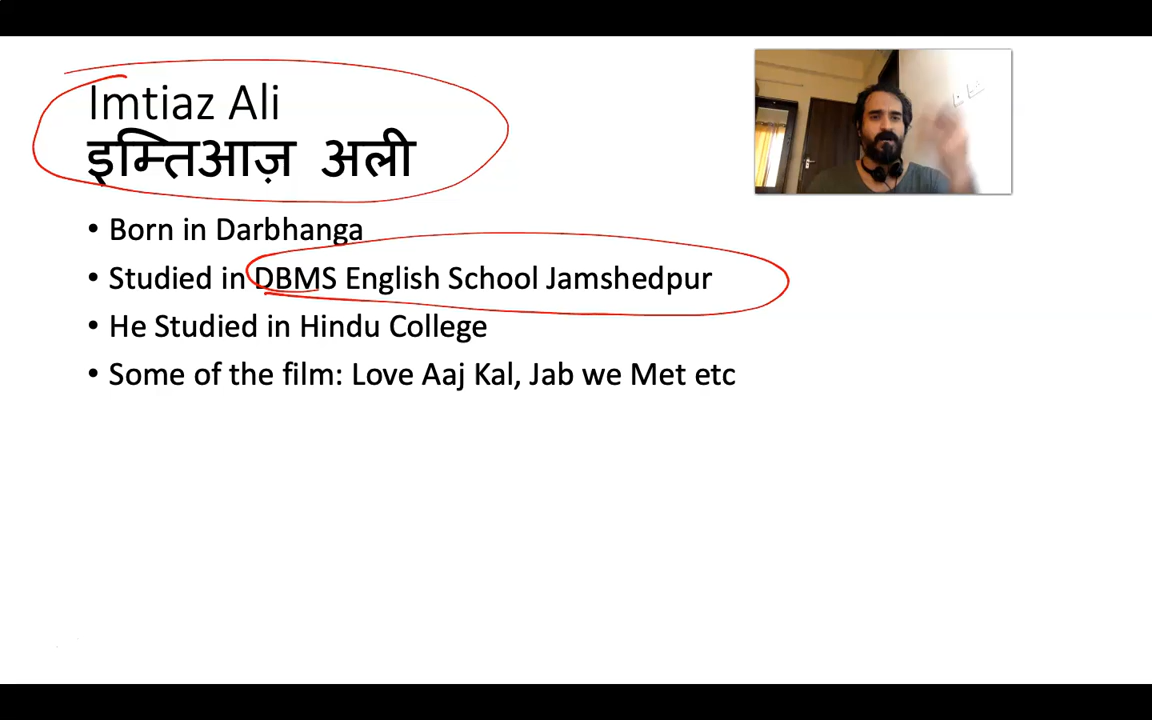 Imtiaz Ali
इम्तिआज़ अली
• Born in Darbhanga
• Studied in DBMS English School Jamshedpur
• He Studied in Hindu College
• Some of the film: Love Aaj Kal, Jab we Met etc